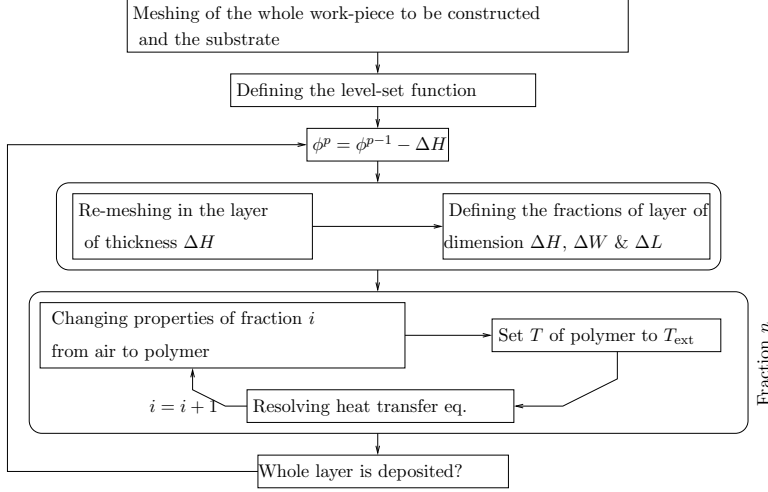 Meshing of the whole work-piece to be constructed
and the substrate
Defining the level-set function
ϕ^p = ϕ^{p−1} − ΔH
Re-meshing in the layer
of thickness ΔH
Defining the fractions of layer of
dimension ΔH, ΔW & ΔL
Changing properties of fraction i
from air to polymer
Set T of polymer to T_ext
i = i + 1
Resolving heat transfer eq.
Fraction n
Whole layer is deposited?